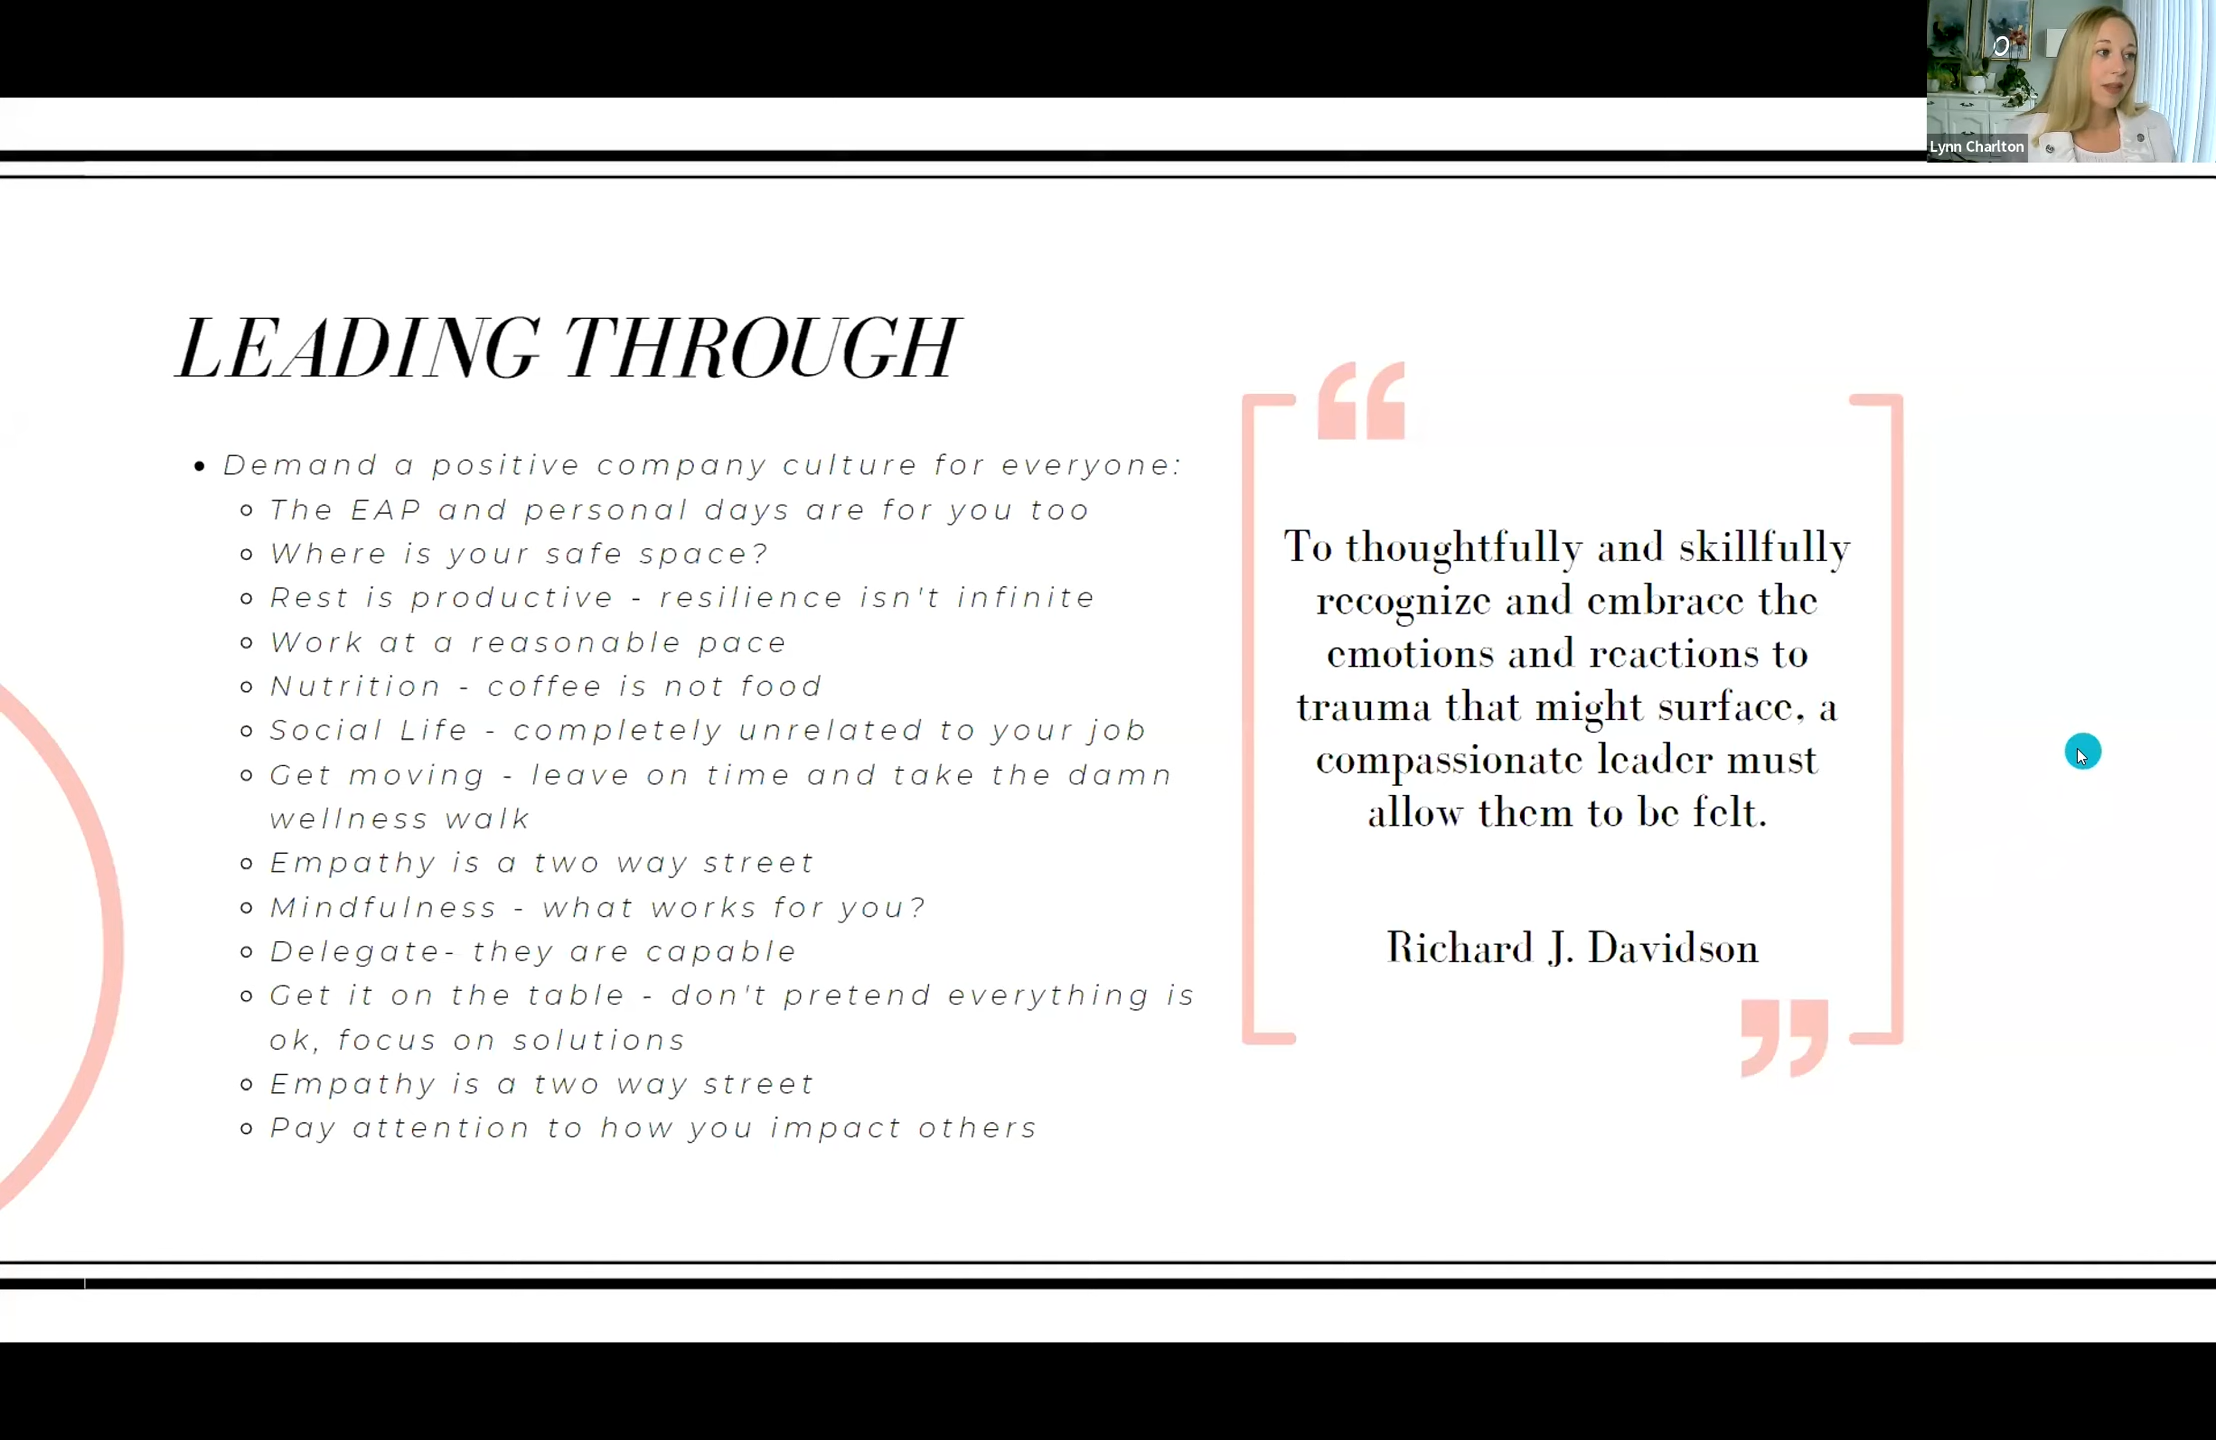 Lynn Charlton
LEADING THROUGH
• Demand a positive company culture for everyone:
◦ The EAP and personal days are for you too
◦ Where is your safe space?
◦ Rest is productive - resilience isn't infinite
◦ Work at a reasonable pace
◦ Nutrition - coffee is not food
◦ Social Life - completely unrelated to your job
◦ Get moving - leave on time and take the damn
wellness walk
◦ Empathy is a two way street
◦ Mindfulness - what works for you?
◦ Delegate- they are capable
◦ Get it on the table - don't pretend everything is
ok, focus on solutions
◦ Empathy is a two way street
◦ Pay attention to how you impact others
“
To thoughtfully and skillfully
recognize and embrace the
emotions and reactions to
trauma that might surface, a
compassionate leader must
allow them to be felt.
Richard J. Davidson
”